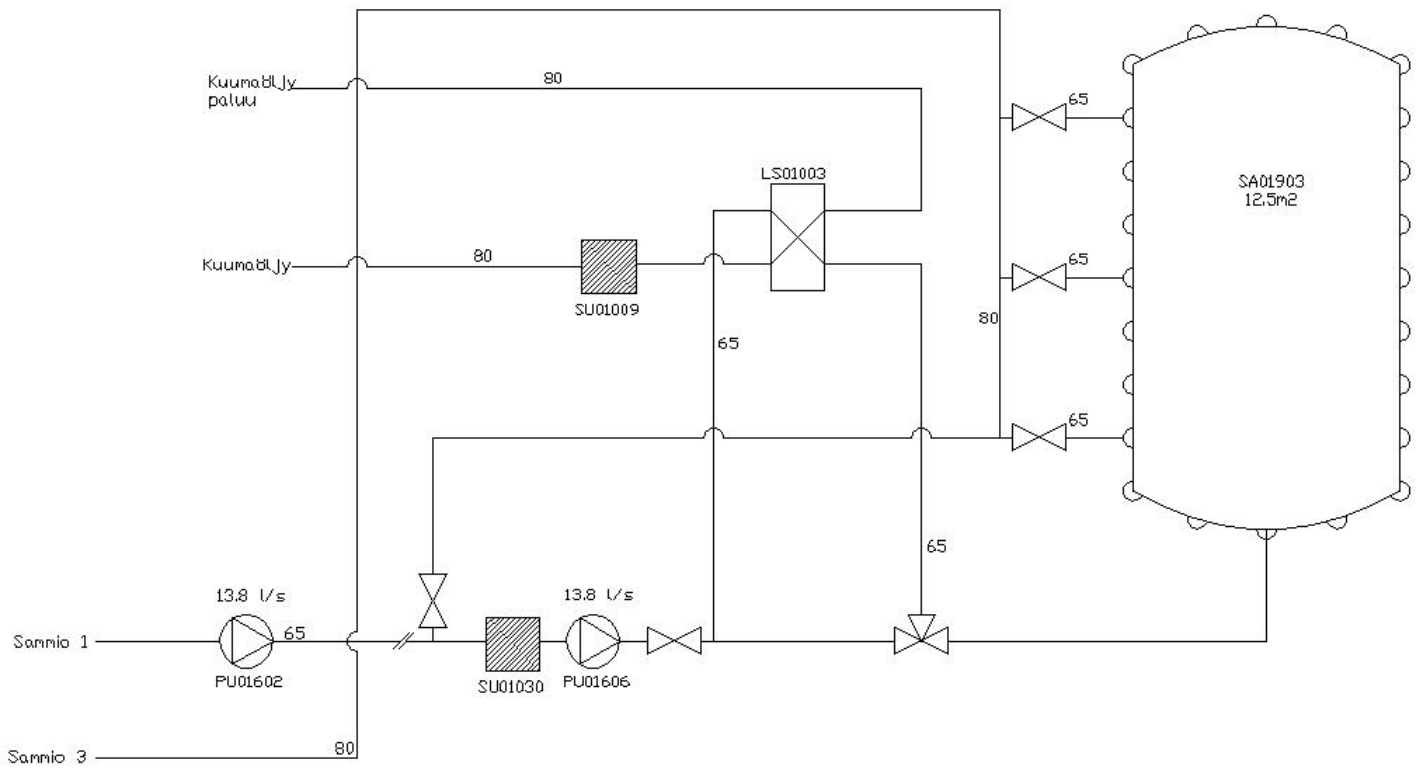 Kuumaöljy
paluu
80
65
LS01003
SA01903
12.5m2
Kuumaöljy
80
SU01009
65
80
65
65
65
13.8 l/s
13.8 l/s
Sammio 1
65
PU01602
SU01030
PU01606
Sammio 3
80